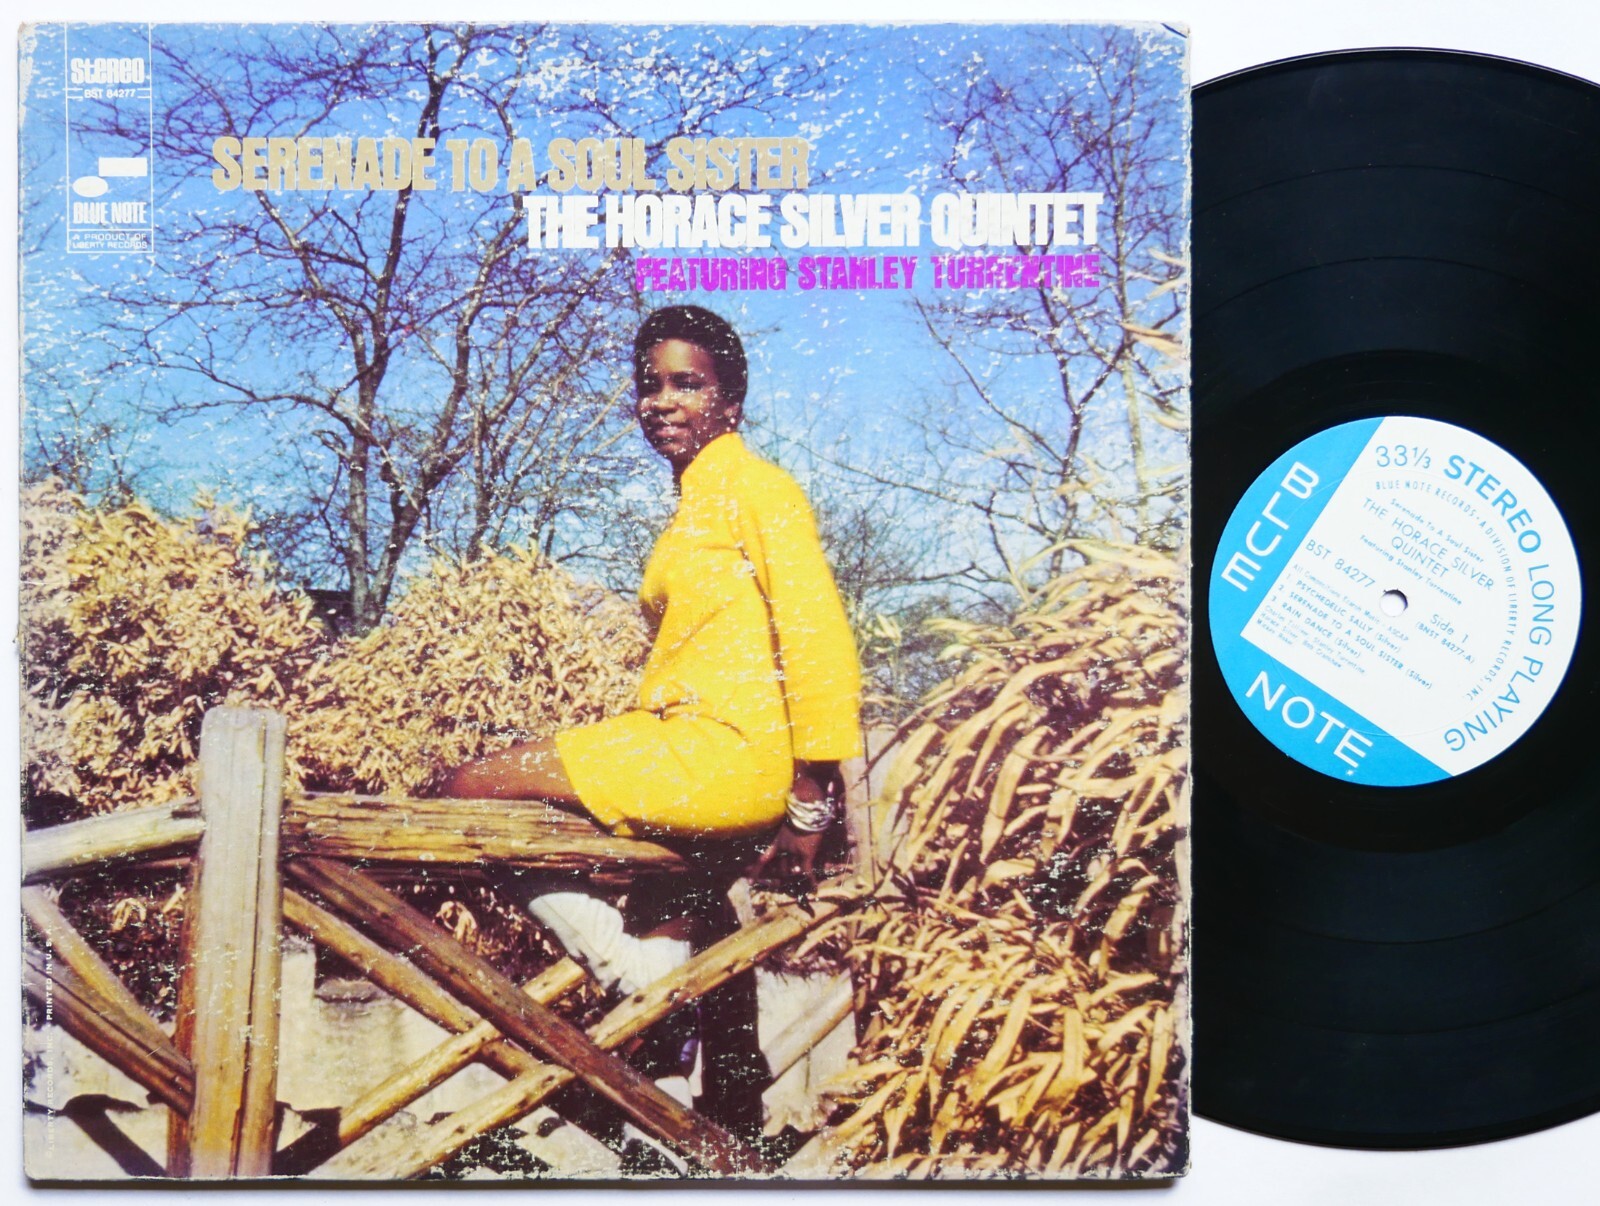 stereo
BST 84277
BLUE NOTE
A PRODUCT OF
LIBERTY RECORDS
SERENADE TO A SOUL SISTER
THE HORACE SILVER QUINTET
FEATURING STANLEY TURRENTINE
PRINTED IN U.S.A.
33 1/3 STEREO LONG PLAYING
BLUE NOTE RECORDS · A DIVISION OF LIBERTY RECORDS, INC.
Serenade To A Soul Sister
THE HORACE SILVER
QUINTET
Featuring Stanley Turrentine
BST 84277
Side 1
(BNST 84277-A)
1. PSYCHEDELIC SALLY (Silver)
2. SERENADE TO A SOUL SISTER (Silver)
3. RAIN DANCE (Silver)
BLUE
NOTE